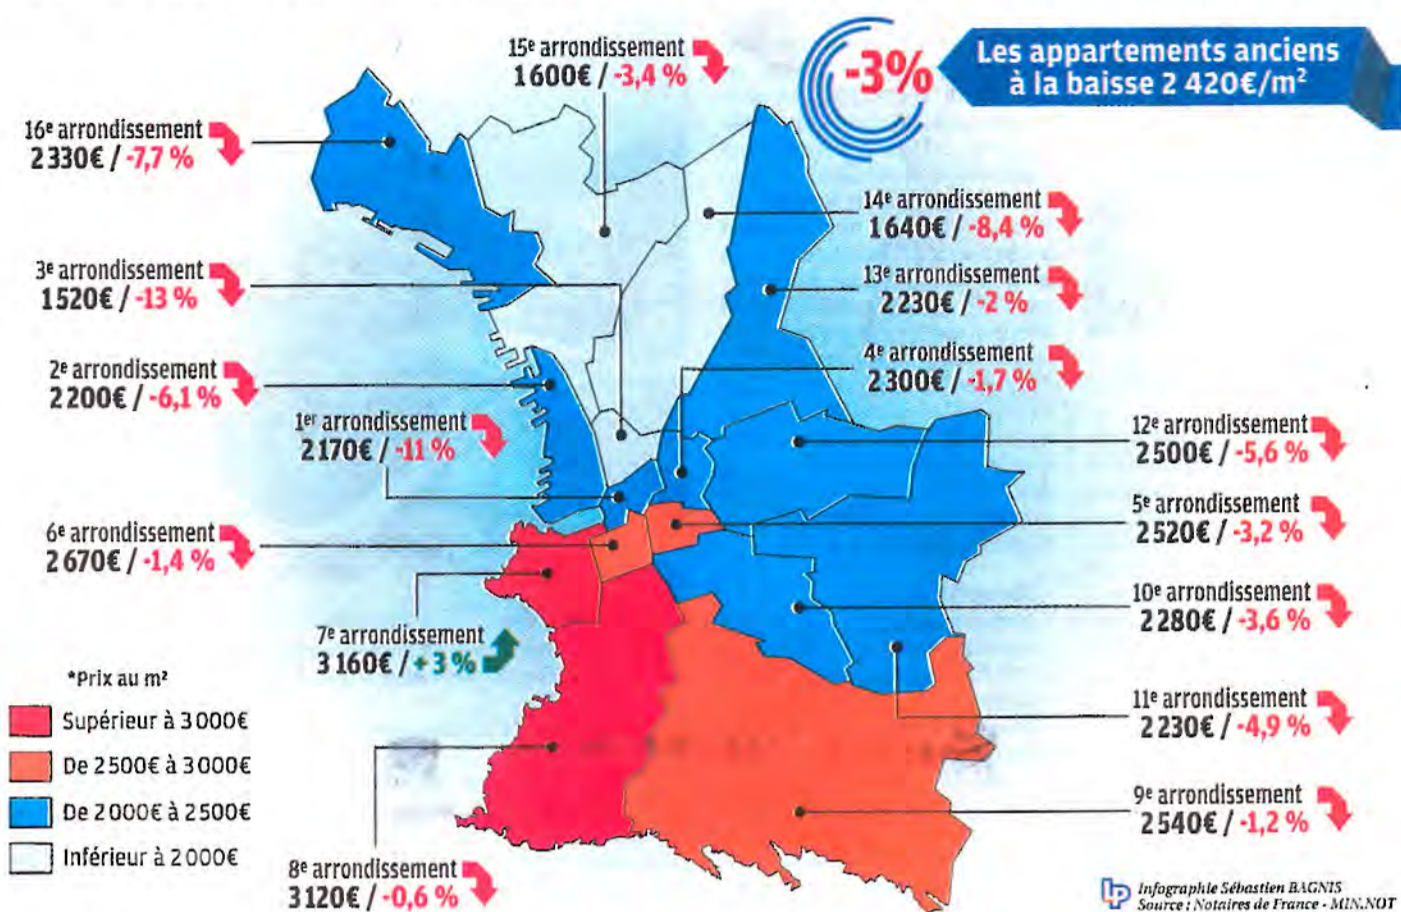 15e arrondissement
1600€ / -3,4 %
-3%
Les appartements anciens
à la baisse 2 420€/m²
16e arrondissement
2330€ / -7,7 %
14e arrondissement
1640€ / -8,4 %
3e arrondissement
1520€ / -13 %
13e arrondissement
2230€ / -2 %
2e arrondissement
2200€ / -6,1 %
4e arrondissement
2300€ / -1,7 %
1er arrondissement
2170€ / -11 %
12e arrondissement
2500€ / -5,6 %
6e arrondissement
2670€ / -1,4 %
5e arrondissement
2520€ / -3,2 %
7e arrondissement
3160€ / +3 %
10e arrondissement
2280€ / -3,6 %
*Prix au m²
Supérieur à 3000€
De 2500€ à 3000€
De 2000€ à 2500€
Inférieur à 2000€
11e arrondissement
2230€ / -4,9 %
9e arrondissement
2540€ / -1,2 %
8e arrondissement
3120€ / -0,6 %
LP
Infographie Sébastien BAGNIS
Source : Notaires de France - MIN.NOT